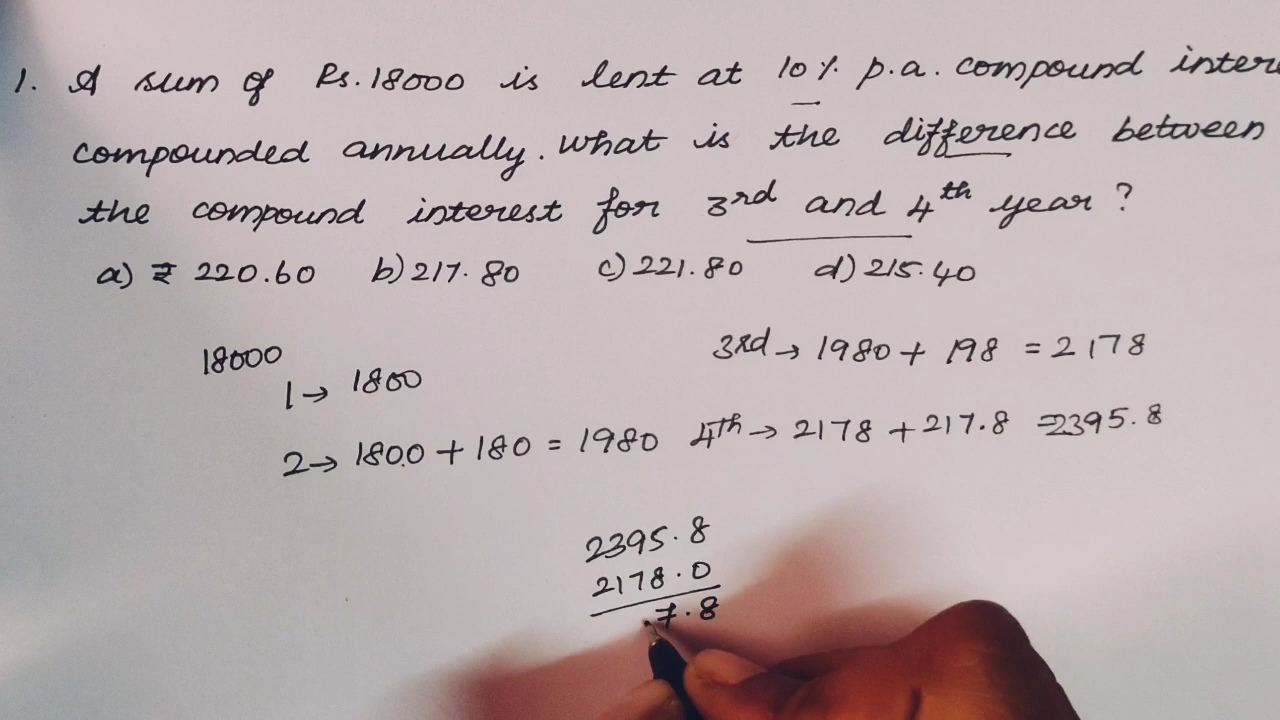 1. A sum of Rs.18000 is lent at 10% p.a. compound inter
compounded annually. What is the difference between
the compound interest for 3rd and 4th year?
a) ₹ 220.60 b) 217.80 c) 221.80 d) 215.40
18000
1→ 1800
2→ 1800 + 180 = 1980
3rd → 1980 + 198 = 2178
4th → 2178 + 217.8 = 2395.8
2395.8
2178.0
7.8